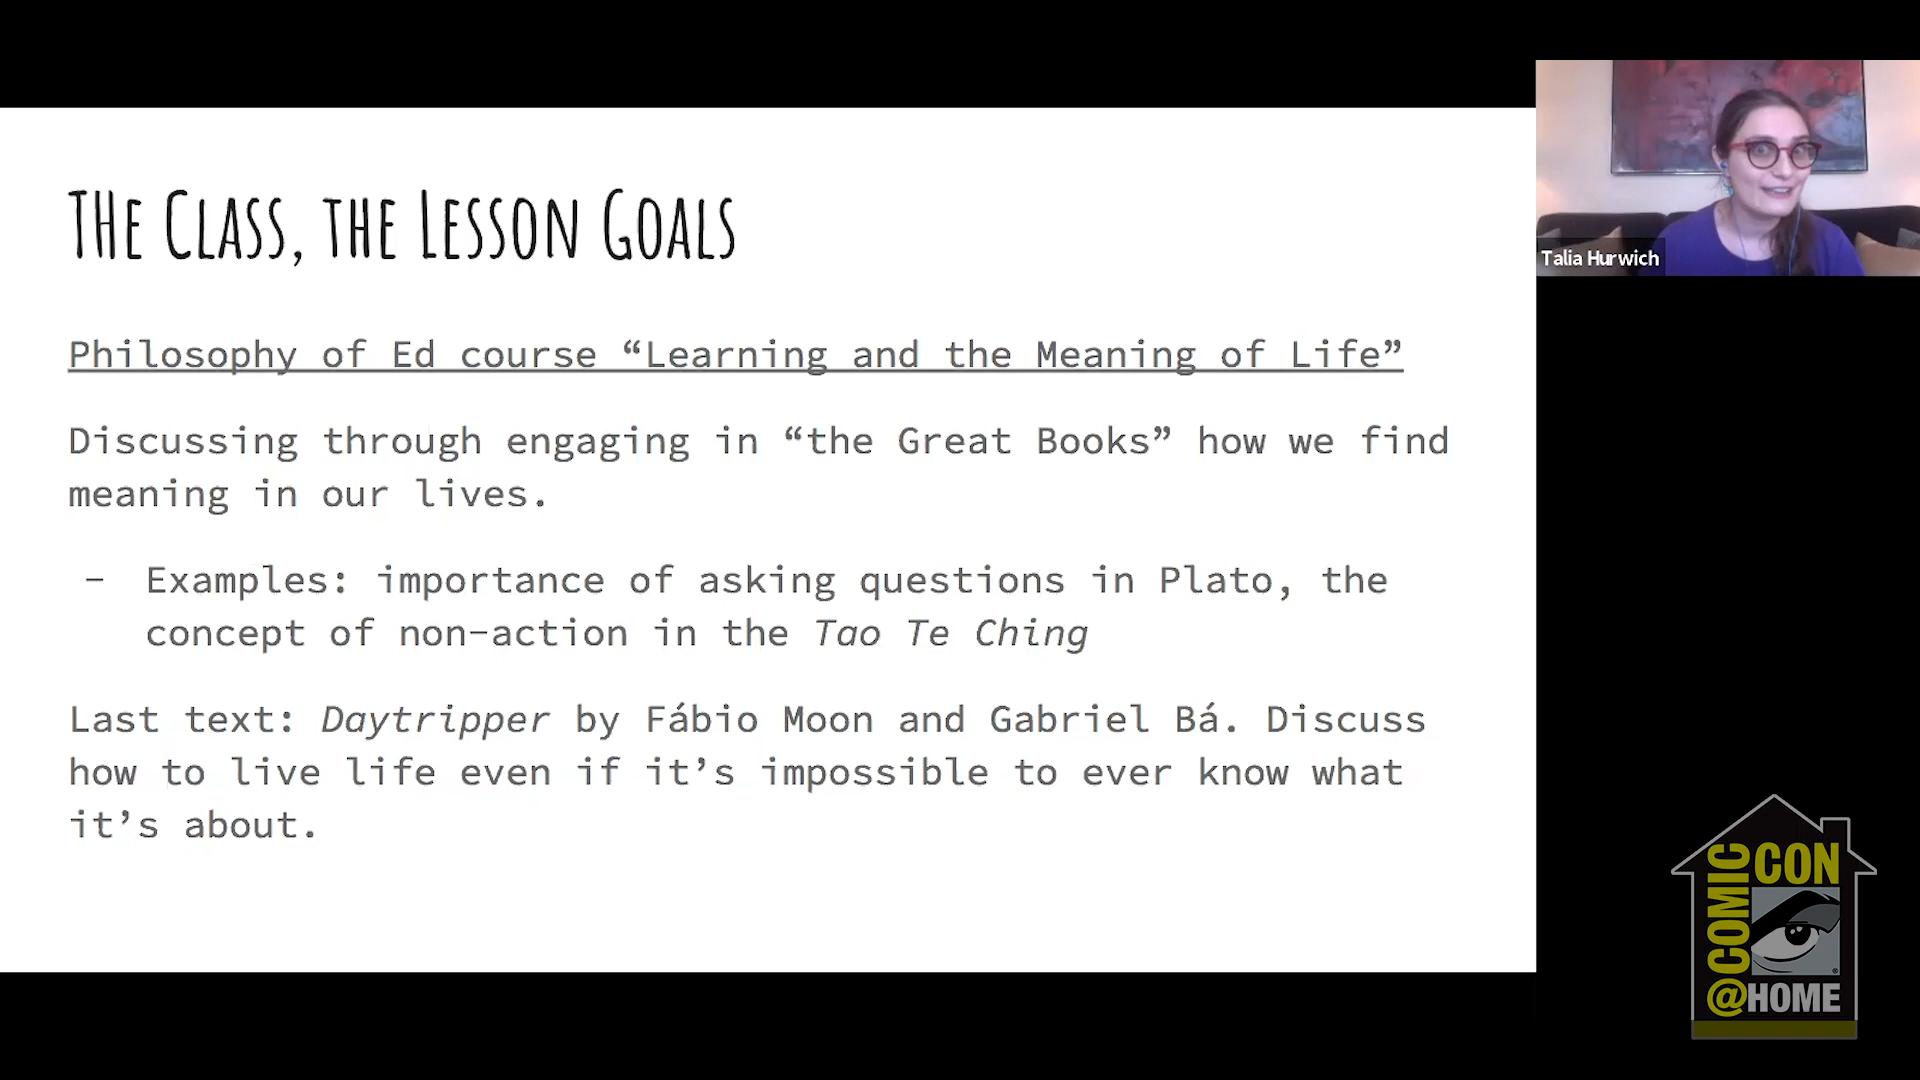 THe Class, the Lesson Goals
Philosophy of Ed course “Learning and the Meaning of Life”
Discussing through engaging in “the Great Books” how we find
meaning in our lives.
- Examples: importance of asking questions in Plato, the
concept of non-action in the Tao Te Ching
Last text: Daytripper by Fábio Moon and Gabriel Bá. Discuss
how to live life even if it’s impossible to ever know what
it’s about.
Talia Hurwich
COMIC
CON
@HOME